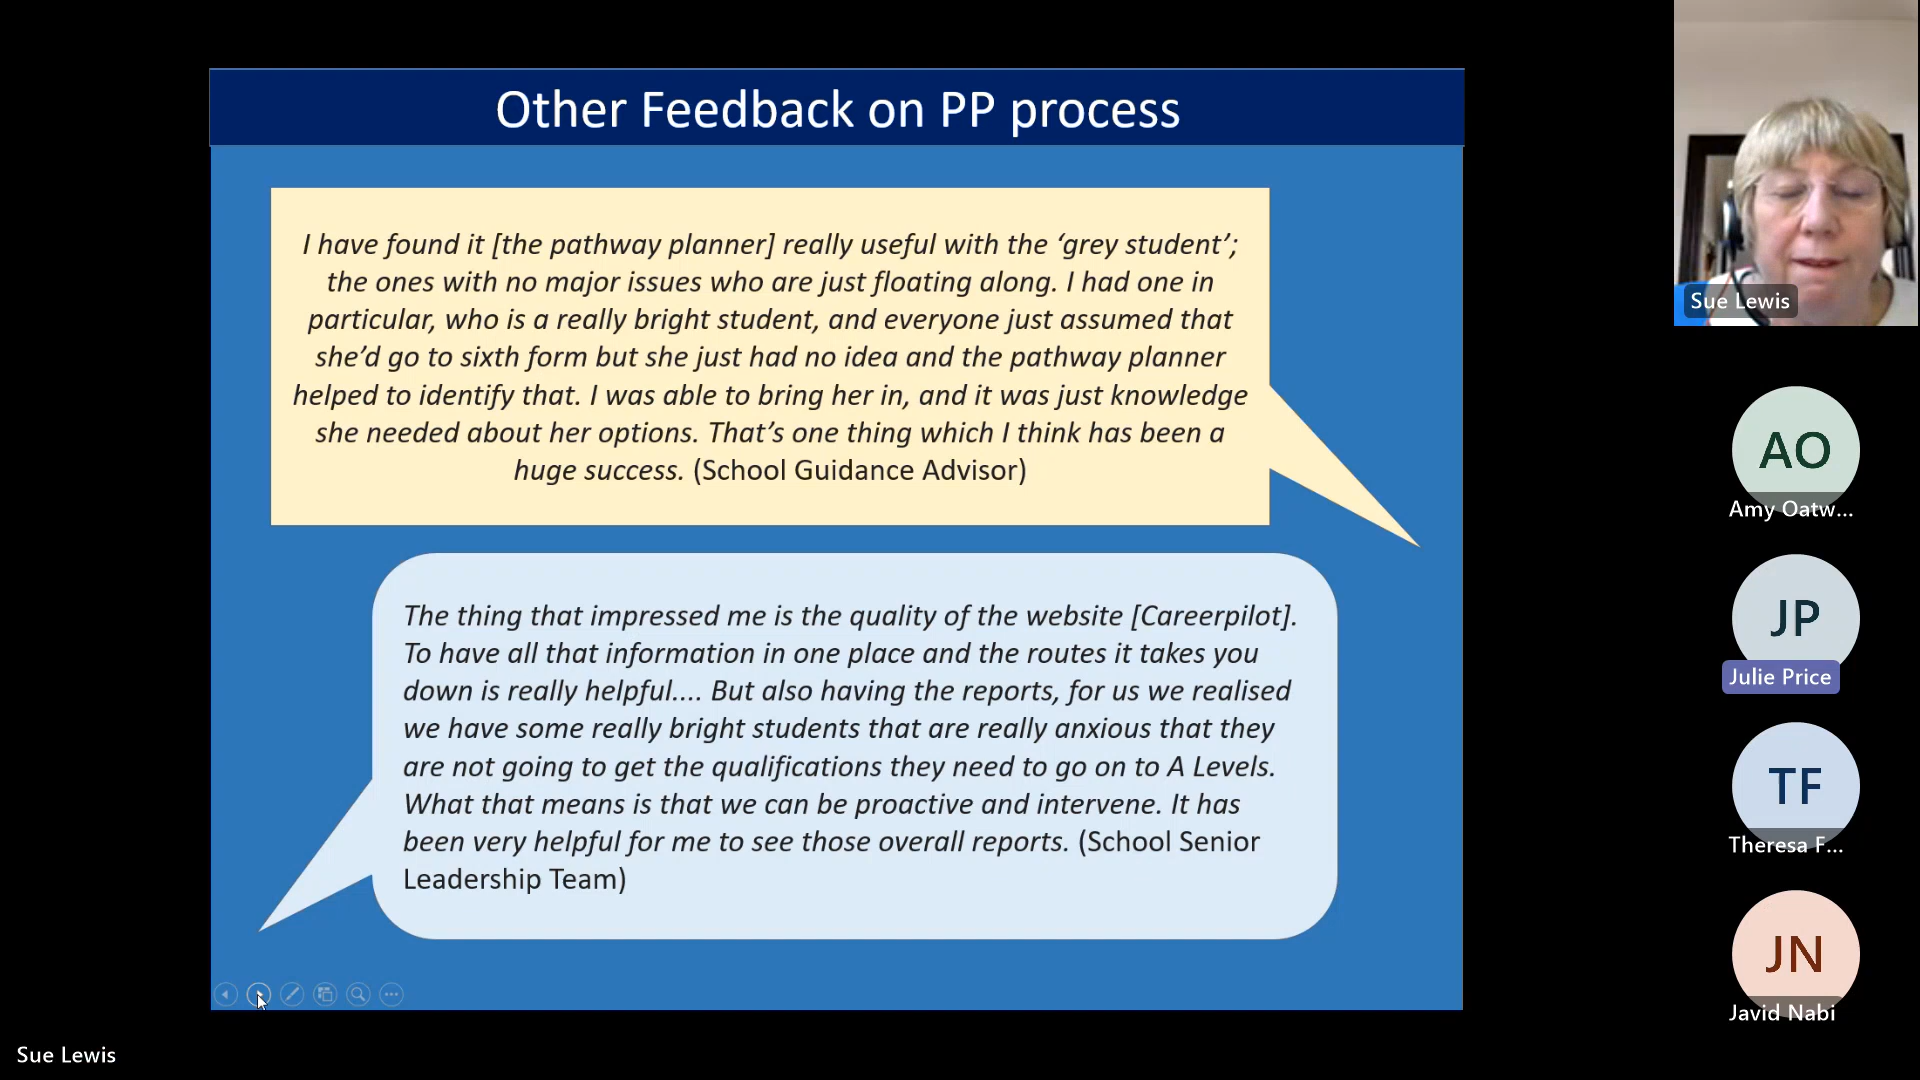 Other Feedback on PP process
I have found it [the pathway planner] really useful with the ‘grey student’;
the ones with no major issues who are just floating along. I had one in
particular, who is a really bright student, and everyone just assumed that
she’d go to sixth form but she just had no idea and the pathway planner
helped to identify that. I was able to bring her in, and it was just knowledge
she needed about her options. That’s one thing which I think has been a
huge success. (School Guidance Advisor)
The thing that impressed me is the quality of the website [Careerpilot].
To have all that information in one place and the routes it takes you
down is really helpful.... But also having the reports, for us we realised
we have some really bright students that are really anxious that they
are not going to get the qualifications they need to go on to A Levels.
What that means is that we can be proactive and intervene. It has
been very helpful for me to see those overall reports. (School Senior
Leadership Team)
Sue Lewis
AO
Amy Oatw...
JP
Julie Price
TF
Theresa F...
JN
Javid Nabi
Sue Lewis